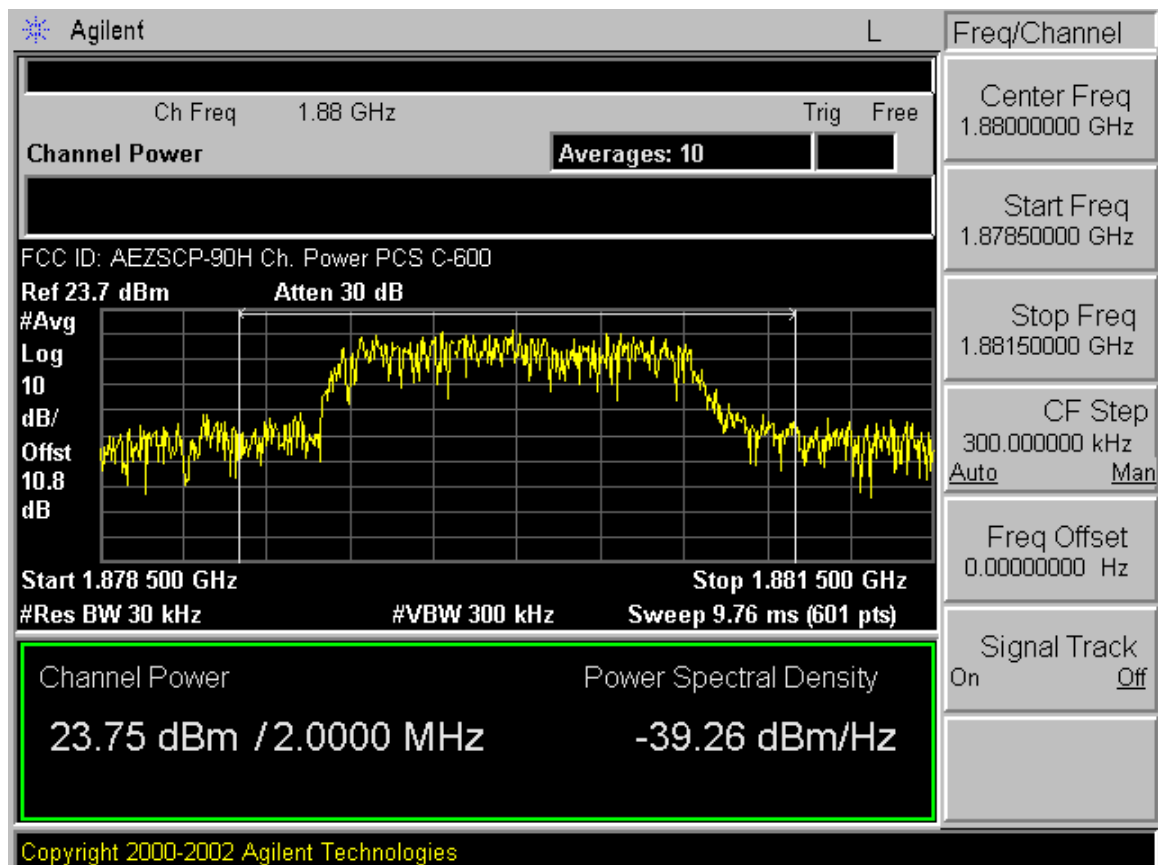 Agilent L
Freq/Channel
Ch Freq 1.88 GHz Trig Free
Channel Power Averages: 10
FCC ID: AEZSCP-90H Ch. Power PCS C-600
Ref 23.7 dBm Atten 30 dB
#Avg
Log
10
dB/
Offst
10.8
dB
Start 1.878 500 GHz Stop 1.881 500 GHz
#Res BW 30 kHz #VBW 300 kHz Sweep 9.76 ms (601 pts)
Channel Power Power Spectral Density
23.75 dBm / 2.0000 MHz -39.26 dBm/Hz
Center Freq
1.88000000 GHz
Start Freq
1.87850000 GHz
Stop Freq
1.88150000 GHz
CF Step
300.000000 kHz
Auto Man
Freq Offset
0.00000000 Hz
Signal Track
On Off
Copyright 2000-2002 Agilent Technologies